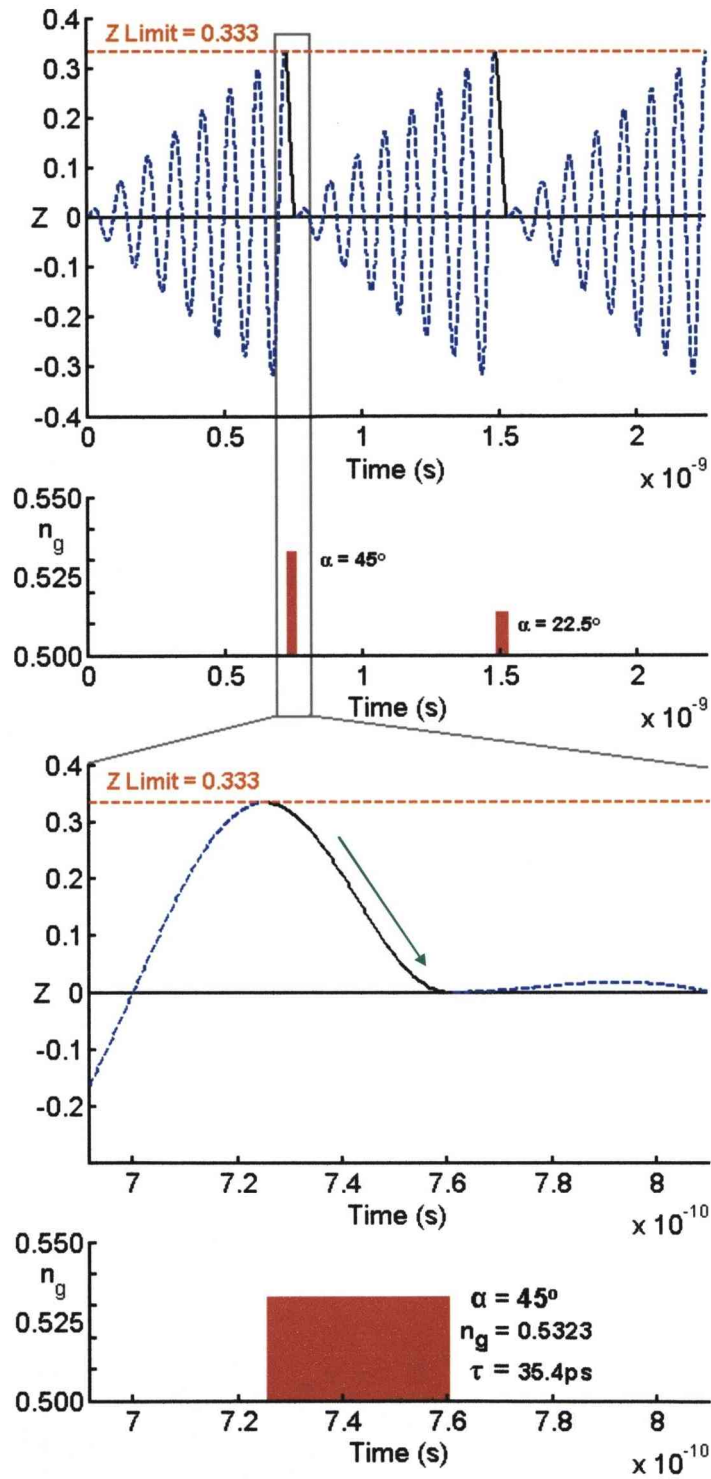 0.4
Z Limit = 0.333
0.3
0.2
0.1
Z 0
-0.1
-0.2
-0.3
-0.4
0 0.5 1 1.5 2
Time (s)
x 10⁻⁹
0.550
n_g
0.525
0.500
α = 45°
α = 22.5°
0 0.5 1 1.5 2
Time (s)
x 10⁻⁹
0.4
Z Limit = 0.333
0.3
0.2
0.1
Z 0
-0.1
-0.2
7 7.2 7.4 7.6 7.8 8
Time (s)
x 10⁻¹⁰
0.550
n_g
0.525
0.500
α = 45°
n_g = 0.5323
τ = 35.4ps
7 7.2 7.4 7.6 7.8 8
Time (s)
x 10⁻¹⁰